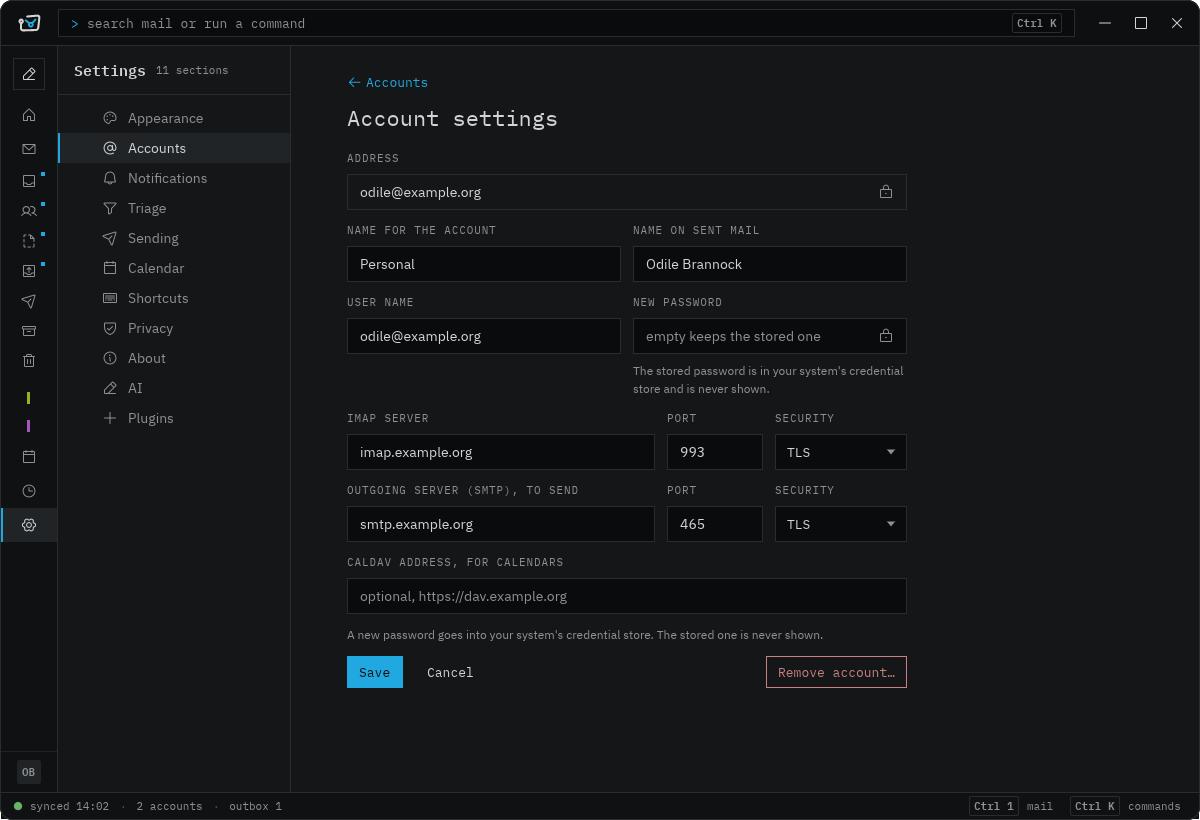 > search mail or run a command
Ctrl K
Settings 11 sections
Appearance
Accounts
Notifications
Triage
Sending
Calendar
Shortcuts
Privacy
About
AI
Plugins
← Accounts
Account settings
ADDRESS
odile@example.org
NAME FOR THE ACCOUNT
NAME ON SENT MAIL
Personal
Odile Brannock
USER NAME
NEW PASSWORD
odile@example.org
empty keeps the stored one
The stored password is in your system's credential
store and is never shown.
IMAP SERVER
PORT
SECURITY
imap.example.org
993
TLS
OUTGOING SERVER (SMTP), TO SEND
PORT
SECURITY
smtp.example.org
465
TLS
CALDAV ADDRESS, FOR CALENDARS
optional, https://dav.example.org
A new password goes into your system's credential store. The stored one is never shown.
Save
Cancel
Remove account…
OB
synced 14:02 · 2 accounts · outbox 1
Ctrl 1 mail
Ctrl K commands